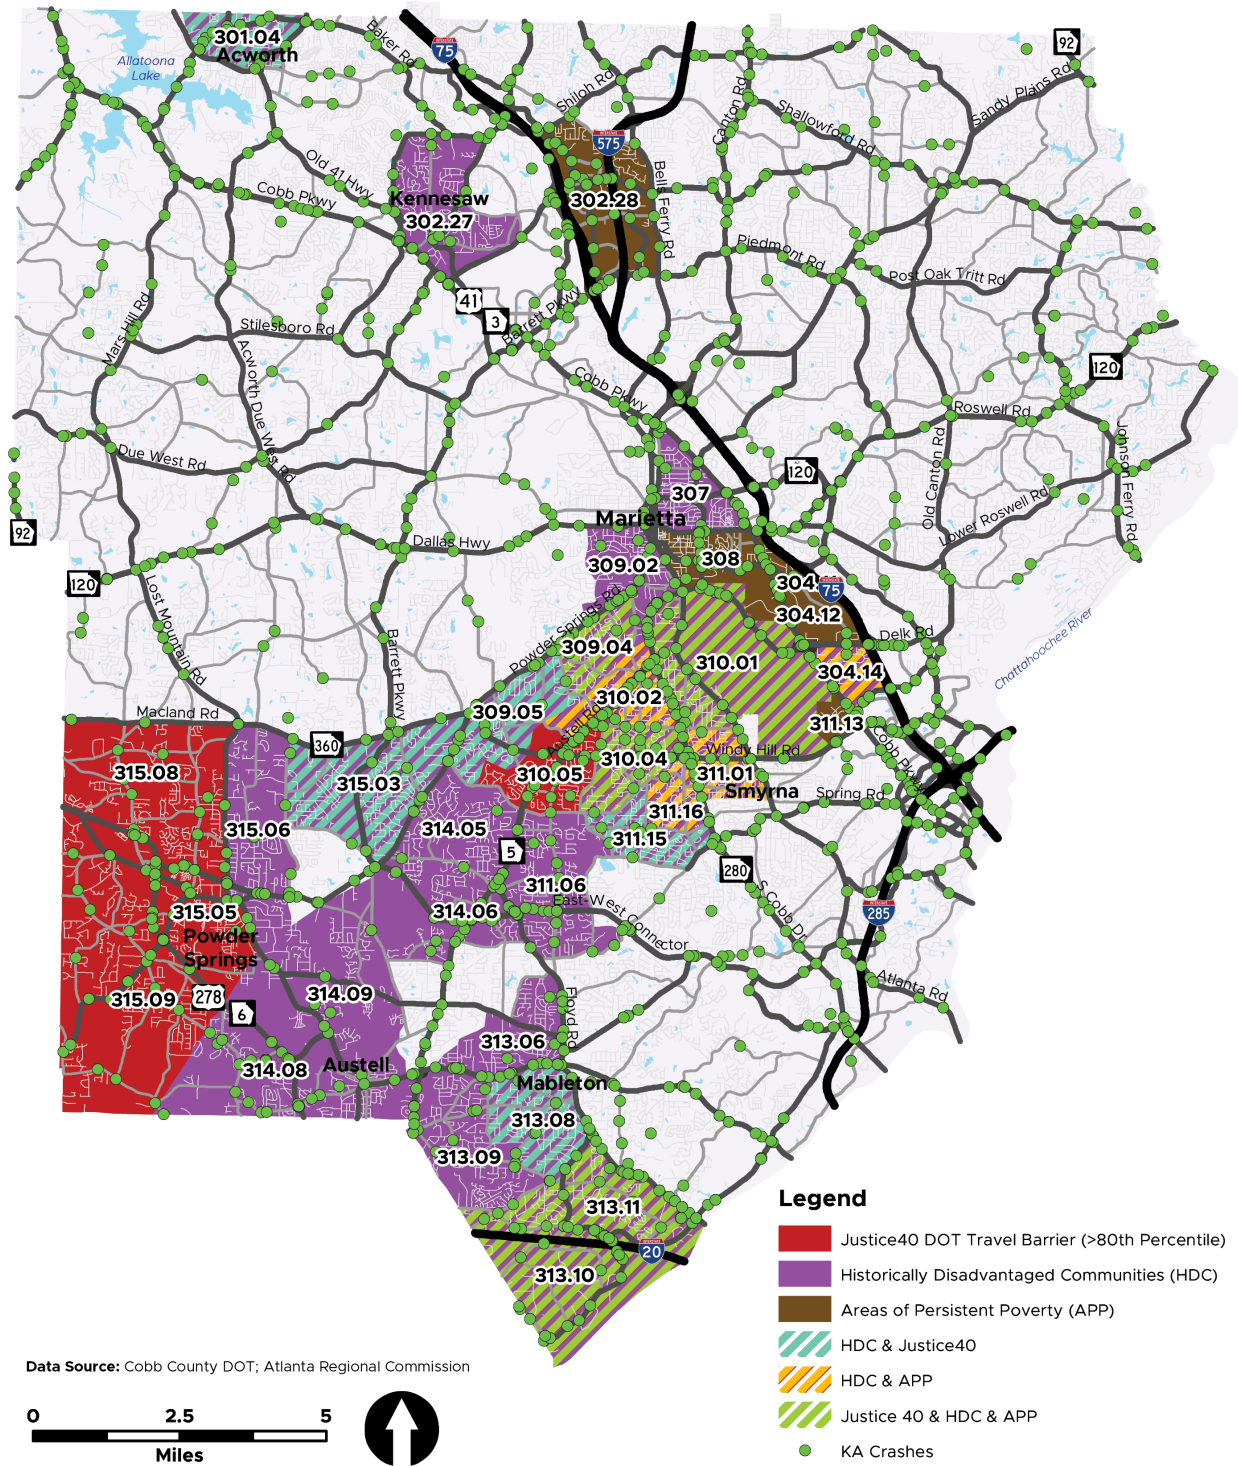 301.04
Acworth
Allatoona
Lake
Baker Rd
75
92
Shiloh Rd
Canton Rd
Shallowford Rd
Sandy Plains Rd
575
Old 41 Hwy
Cobb Pkwy
Kennesaw
302.27
302.28
Bells Ferry Rd
Piedmont Rd
Post Oak Tritt Rd
41
3
Barrett Pkwy
Mars Hill Rd
Stilesboro Rd
Acworth Due West Rd
Cobb Pkwy
120
Roswell Rd
Due West Rd
120
Old Canton Rd
Johnson Ferry Rd
307
Lower Roswell Rd
Marietta
92
Dallas Hwy
309.02
308
304.
75
304.12
120
Lost Mountain Rd
Powder Springs Rd
Delk Rd
Chattahoochee River
Barrett Pkwy
309.04
310.01
304.14
310.02
309.05
Macland Rd
Austell Rd
311.13
360
Windy Hill Rd
Cobb Pkwy
315.08
315.03
310.05
310.04
311.01
Smyrna
Spring Rd
311.16
315.06
314.05
311.15
5
280
311.06
East-West Connector
S Cobb Dr
285
315.05
314.06
Powder
Springs
Atlanta Rd
315.09
278
314.09
6
Floyd Rd
313.06
314.08
Austell
Mableton
313.08
313.09
313.11
20
313.10
Legend
Justice40 DOT Travel Barrier (>80th Percentile)
Historically Disadvantaged Communities (HDC)
Areas of Persistent Poverty (APP)
HDC & Justice40
HDC & APP
Justice 40 & HDC & APP
KA Crashes
Data Source: Cobb County DOT; Atlanta Regional Commission
0 2.5 5
Miles